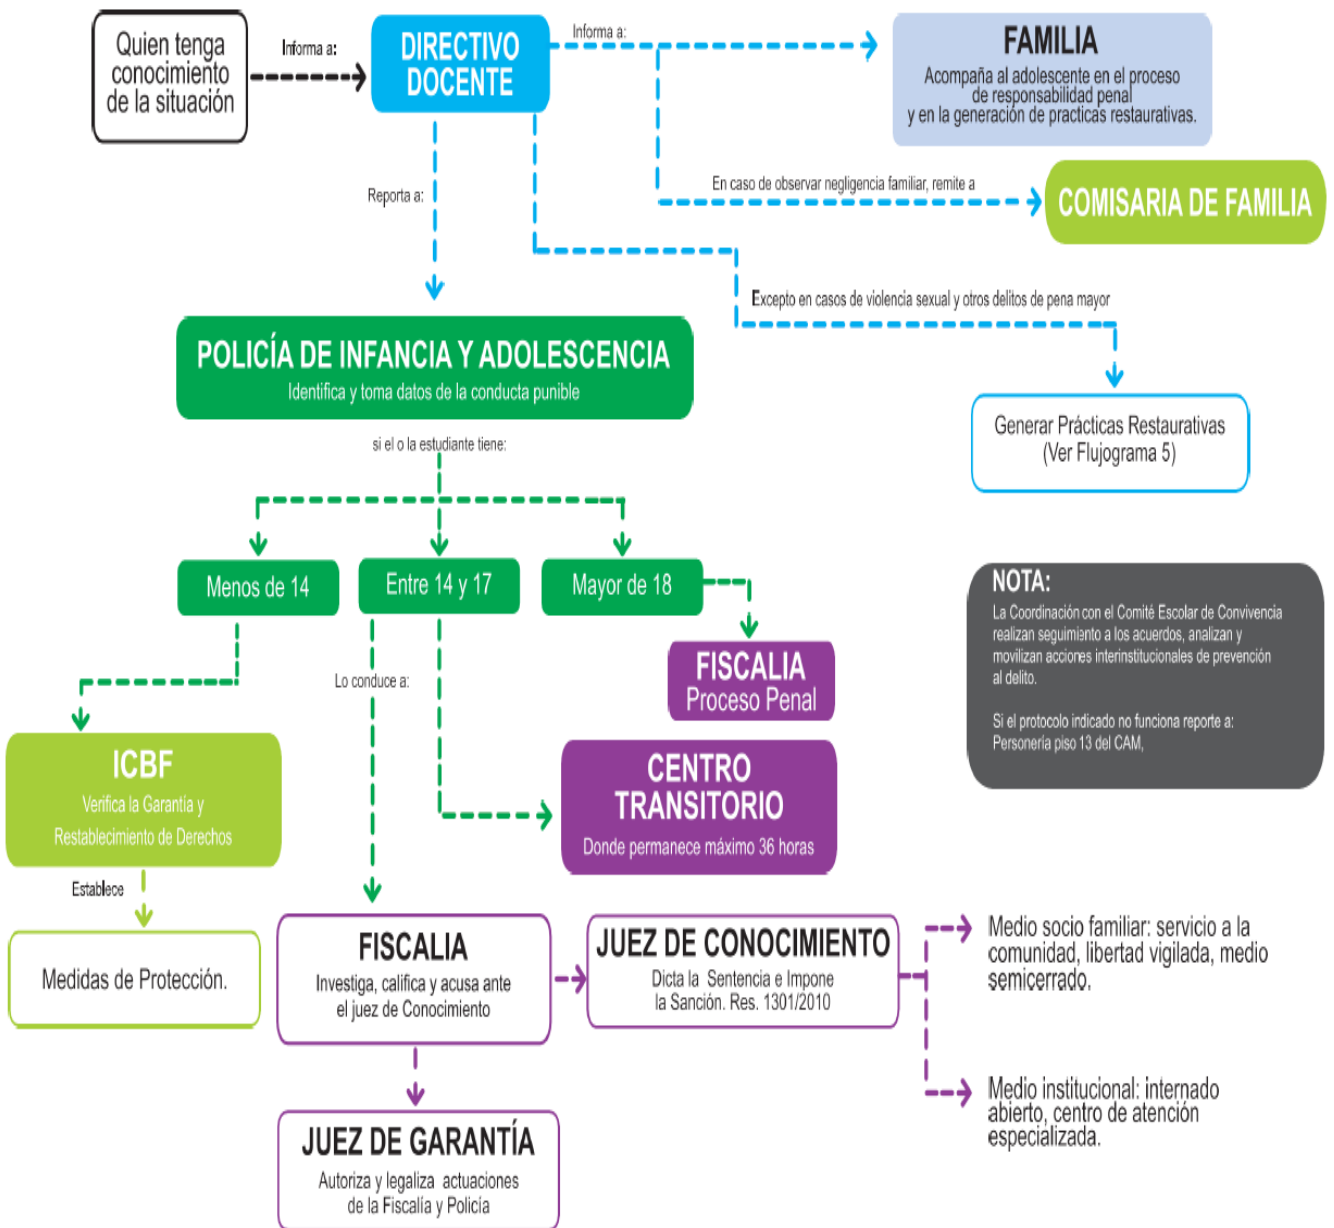 Quien tenga
conocimiento
de la situación
Informa a:
DIRECTIVO
DOCENTE
Informa a:
FAMILIA
Acompaña al adolescente en el proceso
de responsabilidad penal
y en la generación de practicas restaurativas.
En caso de observar negligencia familiar, remite a
COMISARIA DE FAMILIA
Reporta a:
Excepto en casos de violencia sexual y otros delitos de pena mayor
Generar Prácticas Restaurativas
(Ver Flujograma 5)
POLICÍA DE INFANCIA Y ADOLESCENCIA
Identifica y toma datos de la conducta punible
si el o la estudiante tiene:
Menos de 14
Entre 14 y 17
Mayor de 18
NOTA:
La Coordinación con el Comité Escolar de Convivencia
realizan seguimiento a los acuerdos, analizan y
movilizan acciones interinstitucionales de prevención
al delito.
Si el protocolo indicado no funciona reporte a:
Personería piso 13 del CAM,
Lo conduce a:
FISCALIA
Proceso Penal
ICBF
Verifica la Garantía y
Restablecimiento de Derechos
CENTRO
TRANSITORIO
Donde permanece máximo 36 horas
Establece
Medidas de Protección.
FISCALIA
Investiga, califica y acusa ante
el juez de Conocimiento
JUEZ DE CONOCIMIENTO
Dicta la Sentencia e Impone
la Sanción. Res. 1301/2010
Medio socio familiar: servicio a la
comunidad, libertad vigilada, medio
semicerrado.
Medio institucional: internado
abierto, centro de atención
especializada.
JUEZ DE GARANTÍA
Autoriza y legaliza actuaciones
de la Fiscalía y Policía